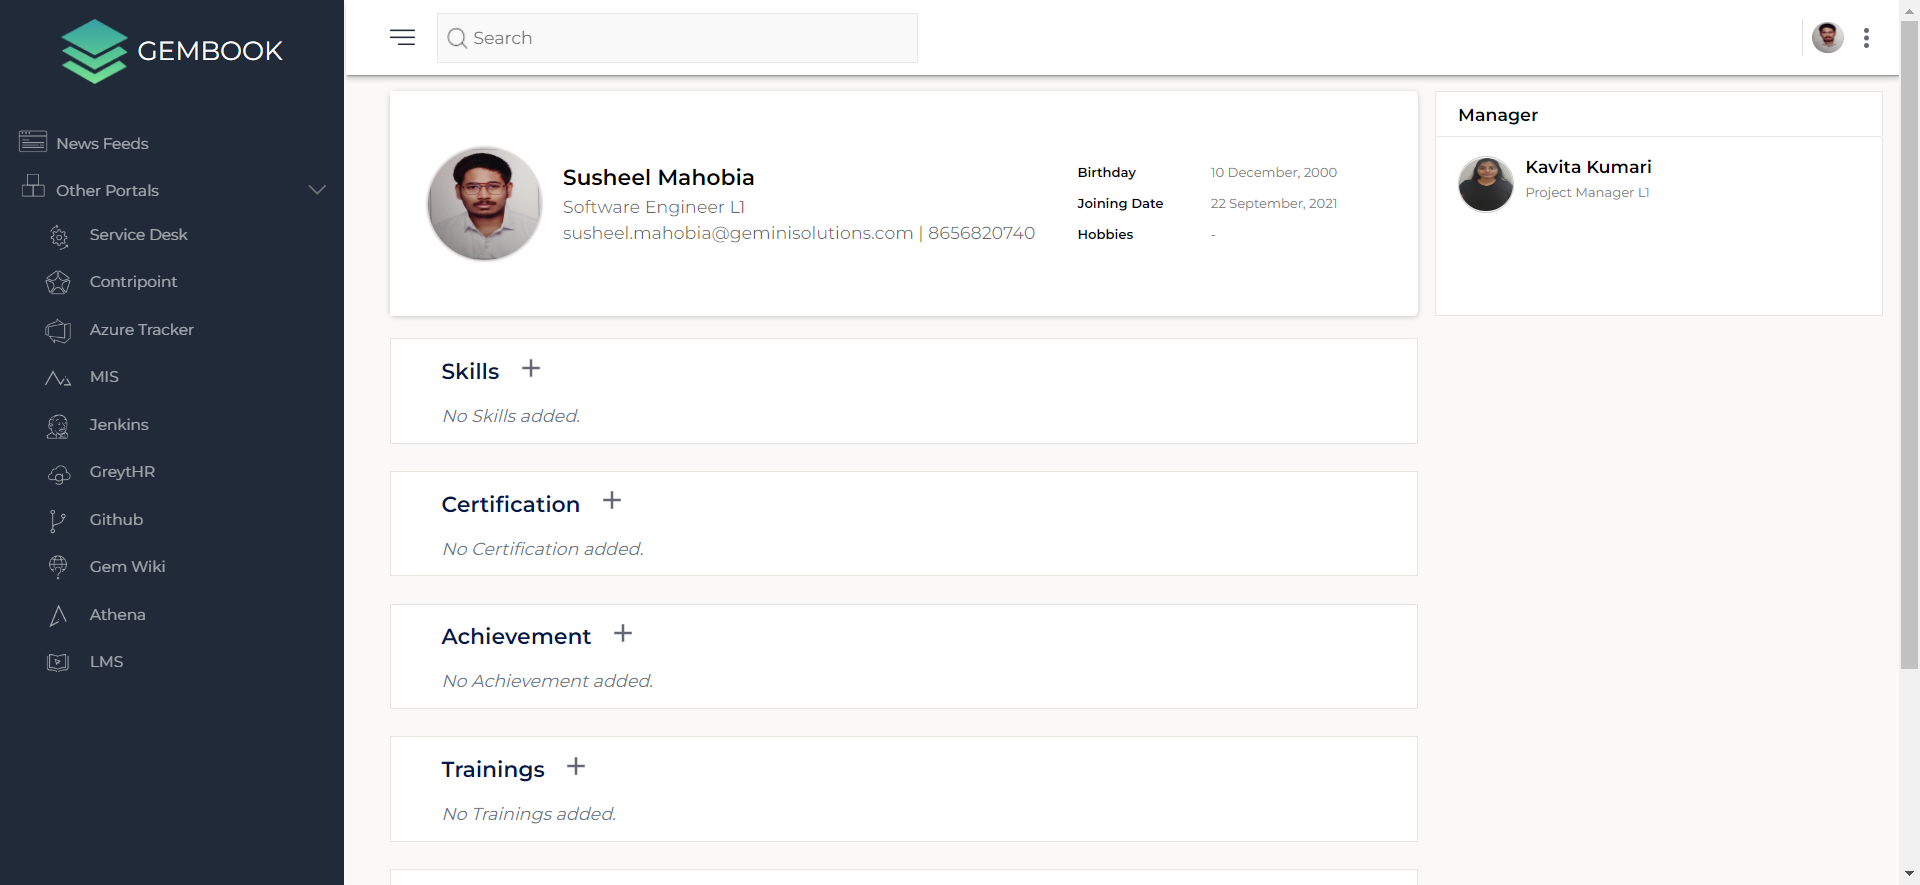 GEMBOOK
News Feeds
Other Portals
Service Desk
Contripoint
Azure Tracker
MIS
Jenkins
GreytHR
Github
Gem Wiki
Athena
LMS
Search
Susheel Mahobia
Software Engineer L1
susheel.mahobia@geminisolutions.com | 8656820740
Birthday 10 December, 2000
Joining Date 22 September, 2021
Hobbies -
Manager
Kavita Kumari
Project Manager L1
Skills +
No Skills added.
Certification +
No Certification added.
Achievement +
No Achievement added.
Trainings +
No Trainings added.